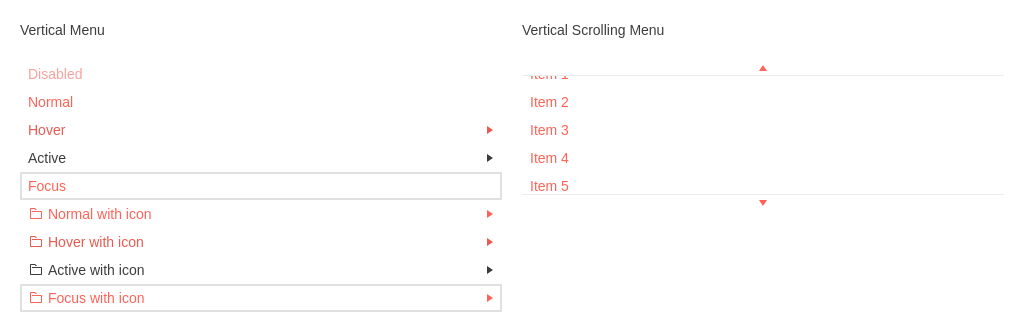 Vertical Menu
Disabled
Normal
Hover
Active
Focus
Normal with icon
Hover with icon
Active with icon
Focus with icon
Vertical Scrolling Menu
Item 1
Item 2
Item 3
Item 4
Item 5